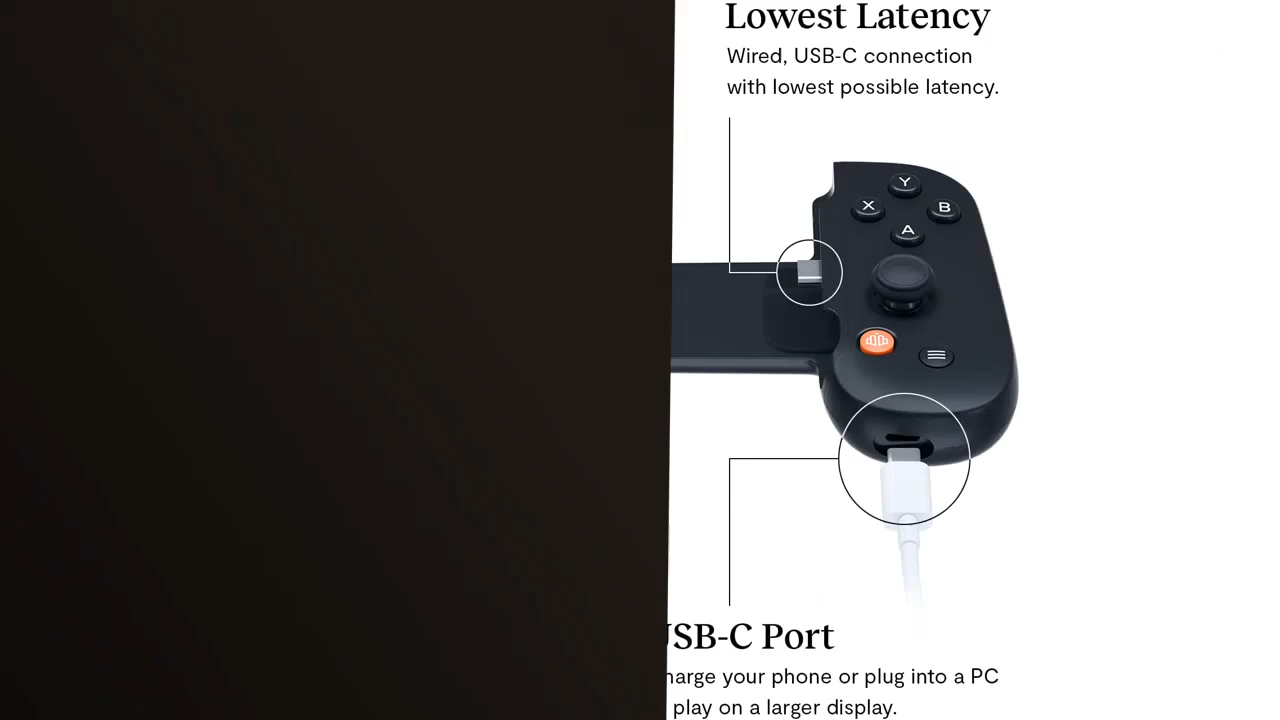 Lowest Latency
Wired, USB-C connection
with lowest possible latency.
Y
X
B
A
SB-C Port
harge your phone or plug into a PC
play on a larger display.